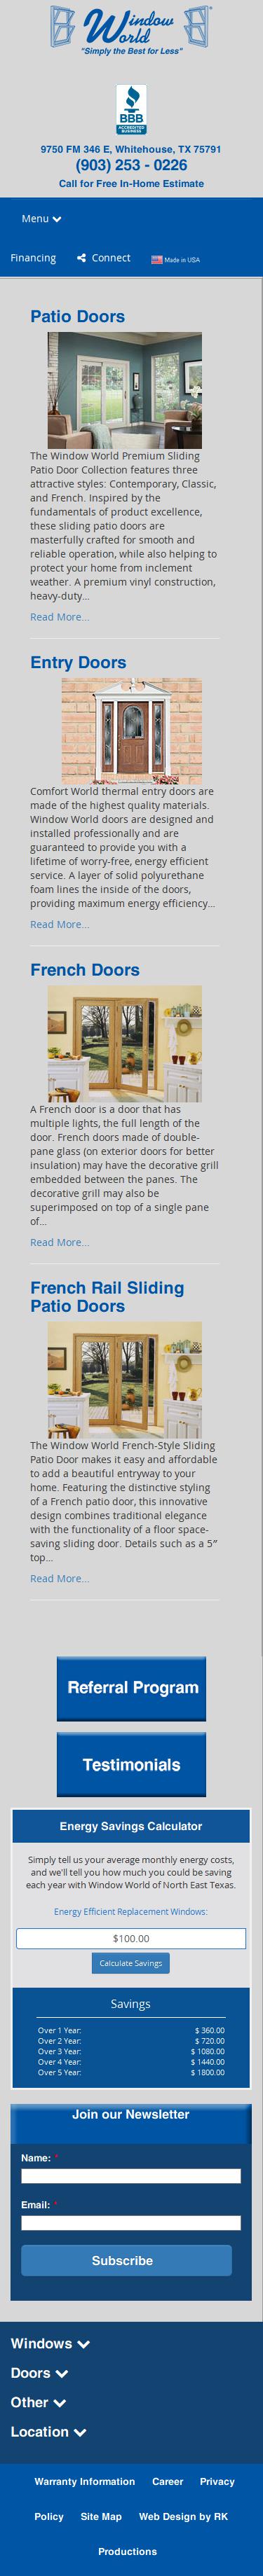 Window World
"Simply the Best for Less"
BBB
ACCREDITED BUSINESS
9750 FM 346 E, Whitehouse, TX 75791
(903) 253 - 0226
Call for Free In-Home Estimate
Menu
Financing Connect Made in USA
Patio Doors
The Window World Premium Sliding
Patio Door Collection features three
attractive styles: Contemporary, Classic,
and French. Inspired by the
fundamentals of product excellence,
these sliding patio doors are
masterfully crafted for smooth and
reliable operation, while also helping to
protect your home from inclement
weather. A premium vinyl construction,
heavy-duty...
Read More...
Entry Doors
Comfort World thermal entry doors are
made of the highest quality materials.
Window World doors are designed and
installed professionally and are
guaranteed to provide you with a
lifetime of worry-free, energy efficient
service. A layer of solid polyurethane
foam lines the inside of the doors,
providing maximum energy efficiency...
Read More...
French Doors
A French door is a door that has
multiple lights, the full length of the
door. French doors made of double-
pane glass (on exterior doors for better
insulation) may have the decorative grill
embedded between the panes. The
decorative grill may also be
superimposed on top of a single pane
of...
Read More...
French Rail Sliding
Patio Doors
The Window World French-Style Sliding
Patio Door makes it easy and affordable
to add a beautiful entryway to your
home. Featuring the distinctive styling
of a French patio door, this innovative
design combines traditional elegance
with the functionality of a floor space-
saving sliding door. Details such as a 5″
top...
Read More...
Referral Program
Testimonials
Energy Savings Calculator
Simply tell us your average monthly energy costs,
and we'll tell you how much you could be saving
each year with Window World of North East Texas.
Energy Efficient Replacement Windows:
$100.00
Calculate Savings
Savings
Over 1 Year: $ 360.00
Over 2 Year: $ 720.00
Over 3 Year: $ 1080.00
Over 4 Year: $ 1440.00
Over 5 Year: $ 1800.00
Join our Newsletter
Name: *
Email: *
Subscribe
Windows
Doors
Other
Location
Warranty Information Career Privacy
Policy Site Map Web Design by RK
Productions